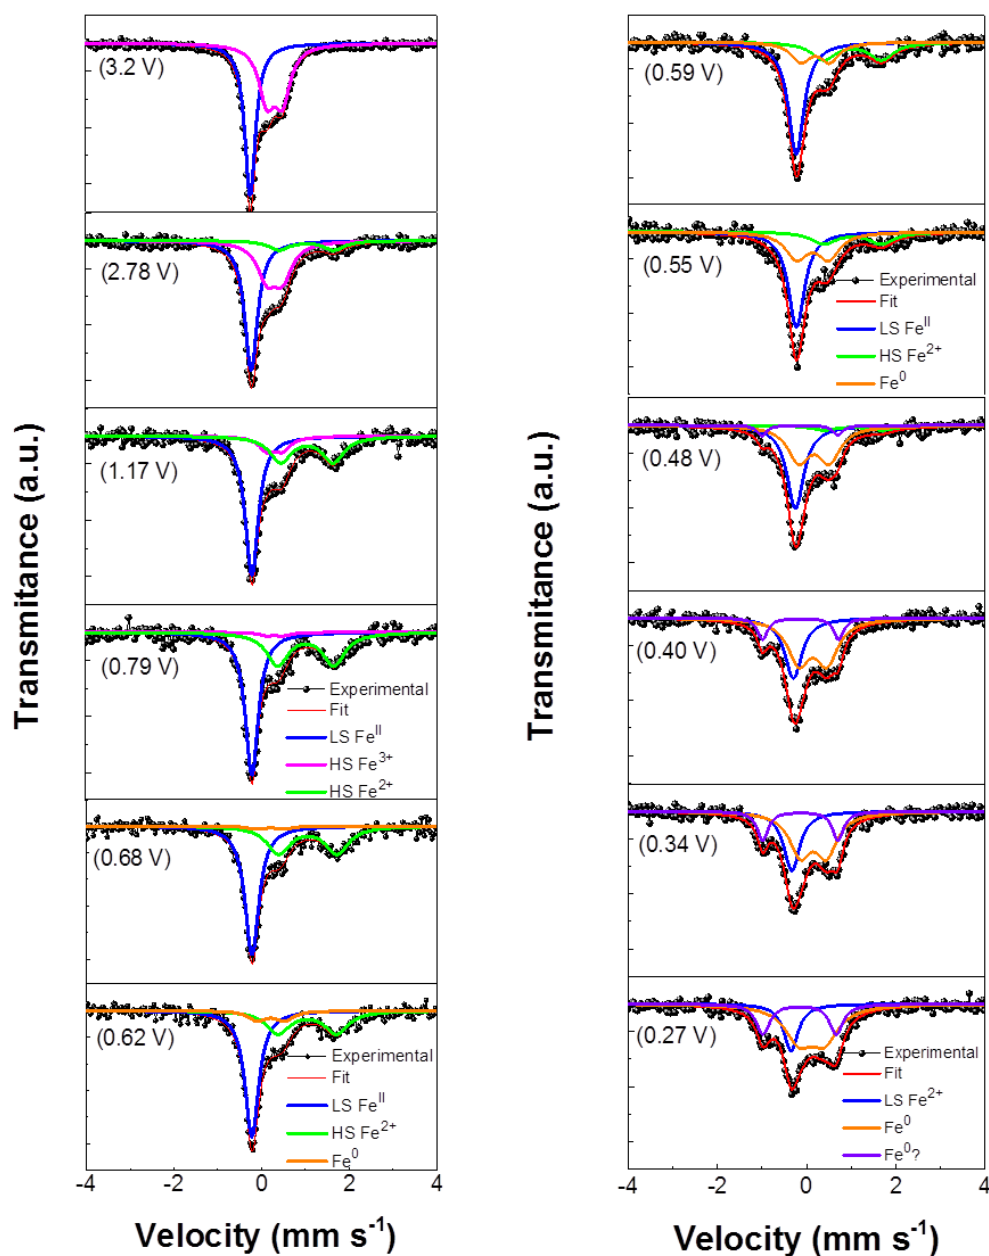 Transmitance (a.u.)
(3.2 V)
(2.78 V)
(1.17 V)
(0.79 V)
Experimental
Fit
LS Fe^II
HS Fe^3+
HS Fe^2+
(0.68 V)
(0.62 V)
Experimental
Fit
LS Fe^II
HS Fe^2+
Fe^0
-4 -2 0 2 4
Velocity (mm s^-1)
Transmitance (a.u.)
(0.59 V)
(0.55 V)
Experimental
Fit
LS Fe^II
HS Fe^2+
Fe^0
(0.48 V)
(0.40 V)
(0.34 V)
(0.27 V)
Experimental
Fit
LS Fe^2+
Fe^0
Fe^0?
-4 -2 0 2 4
Velocity (mm s^-1)